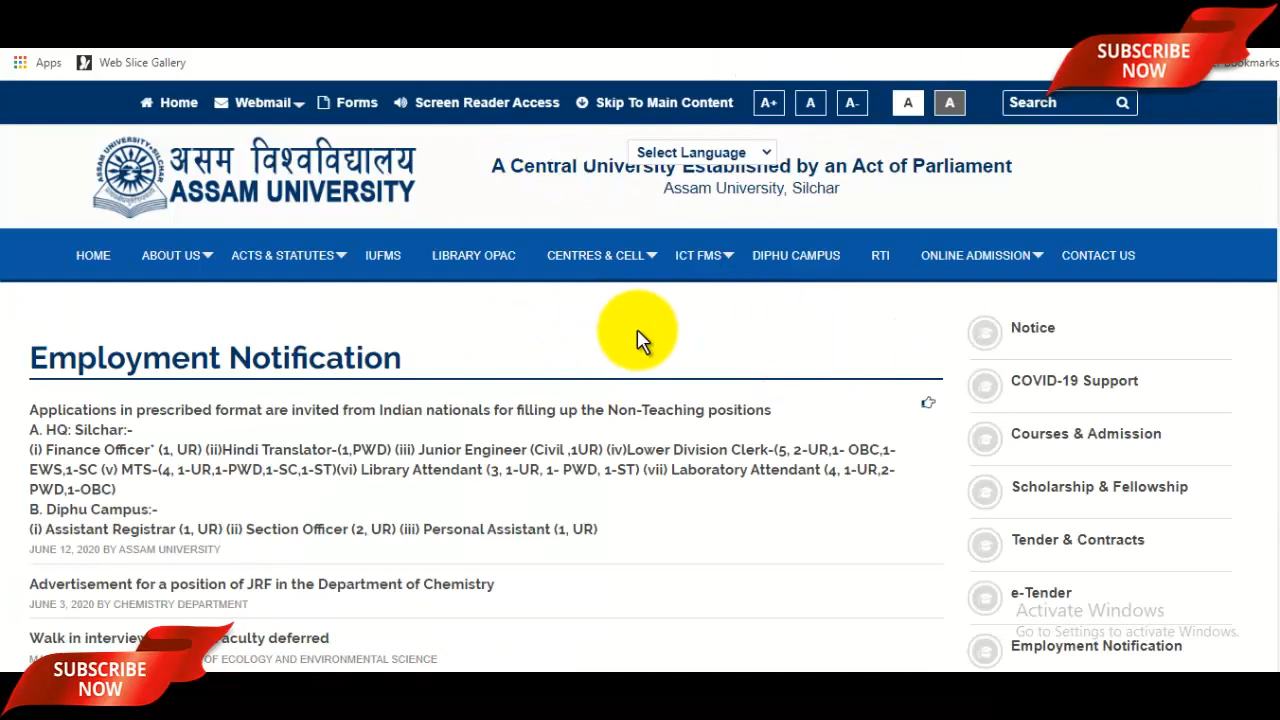 SUBSCRIBE
NOW
Apps Web Slice Gallery
Home Webmail Forms Screen Reader Access Skip To Main Content A+ A A- A A Search
असम विश्वविद्यालय
ASSAM UNIVERSITY
Select Language
A Central University Established by an Act of Parliament
Assam University, Silchar
HOME ABOUT US ACTS & STATUTES IUFMS LIBRARY OPAC CENTRES & CELL ICT FMS DIPHU CAMPUS RTI ONLINE ADMISSION CONTACT US
Employment Notification
Applications in prescribed format are invited from Indian nationals for filling up the Non-Teaching positions
A. HQ: Silchar:-
(i) Finance Officer* (1, UR) (ii)Hindi Translator-(1,PWD) (iii) Junior Engineer (Civil ,1UR) (iv)Lower Division Clerk-(5, 2-UR,1- OBC,1-
EWS,1-SC (v) MTS-(4, 1-UR,1-PWD,1-SC,1-ST)(vi) Library Attendant (3, 1-UR, 1- PWD, 1-ST) (vii) Laboratory Attendant (4, 1-UR,2-
PWD,1-OBC)
B. Diphu Campus:-
(i) Assistant Registrar (1, UR) (ii) Section Officer (2, UR) (iii) Personal Assistant (1, UR)
JUNE 12, 2020 BY ASSAM UNIVERSITY
Advertisement for a position of JRF in the Department of Chemistry
JUNE 3, 2020 BY CHEMISTRY DEPARTMENT
Walk in interview faculty deferred
OF ECOLOGY AND ENVIRONMENTAL SCIENCE
Notice
COVID-19 Support
Courses & Admission
Scholarship & Fellowship
Tender & Contracts
e-Tender
Activate Windows
Go to Settings to activate Windows.
Employment Notification
SUBSCRIBE
NOW